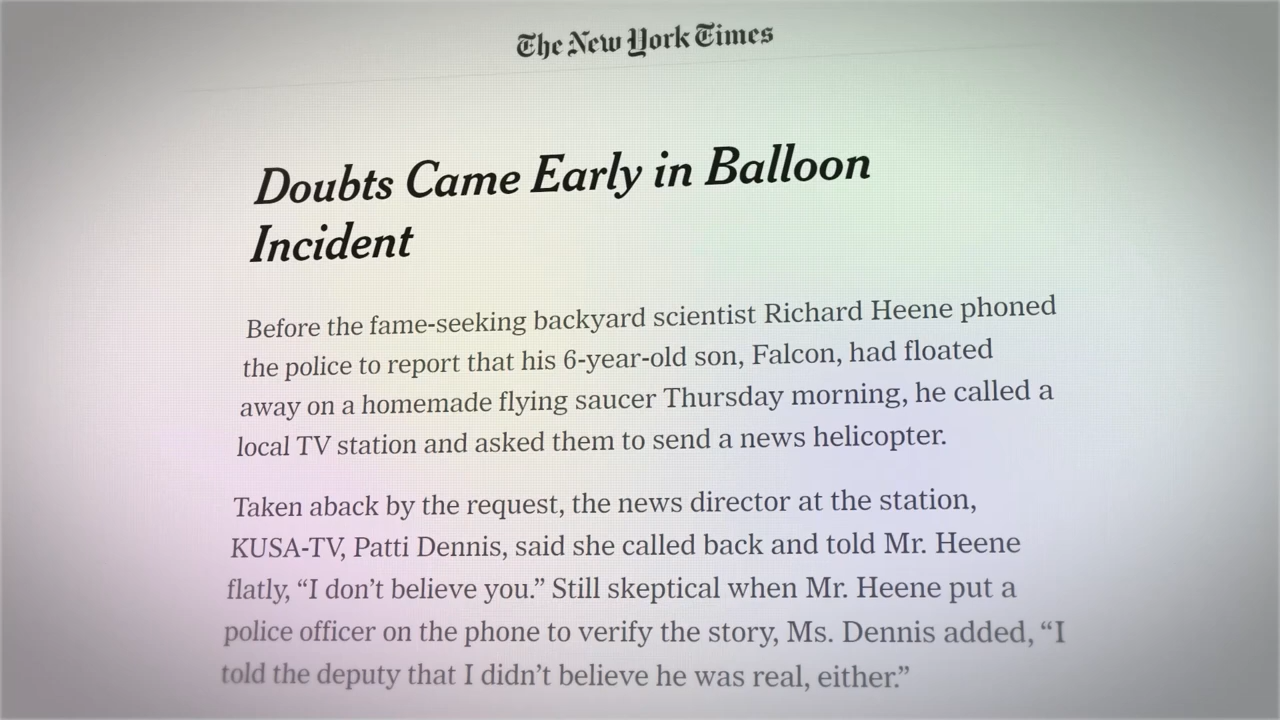 The New York Times
Doubts Came Early in Balloon
Incident
Before the fame-seeking backyard scientist Richard Heene phoned
the police to report that his 6-year-old son, Falcon, had floated
away on a homemade flying saucer Thursday morning, he called a
local TV station and asked them to send a news helicopter.
Taken aback by the request, the news director at the station,
KUSA-TV, Patti Dennis, said she called back and told Mr. Heene
flatly, “I don’t believe you.” Still skeptical when Mr. Heene put a
police officer on the phone to verify the story, Ms. Dennis added, “I
told the deputy that I didn’t believe he was real, either.”